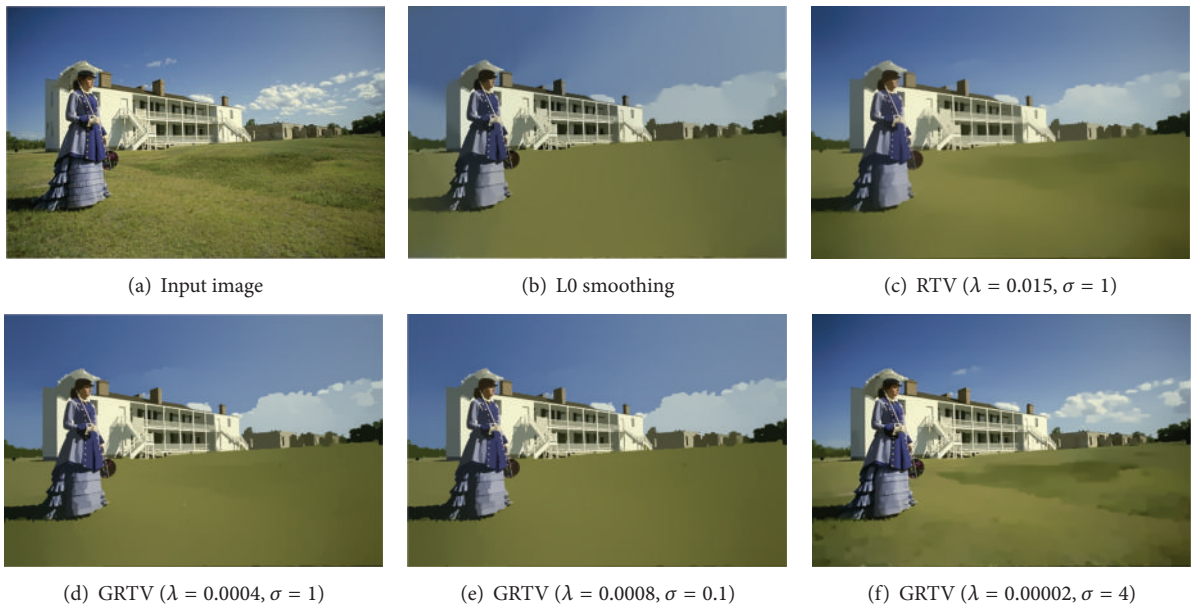 (a) Input image
(b) L0 smoothing
(c) RTV (λ = 0.015, σ = 1)
(d) GRTV (λ = 0.0004, σ = 1)
(e) GRTV (λ = 0.0008, σ = 0.1)
(f) GRTV (λ = 0.00002, σ = 4)